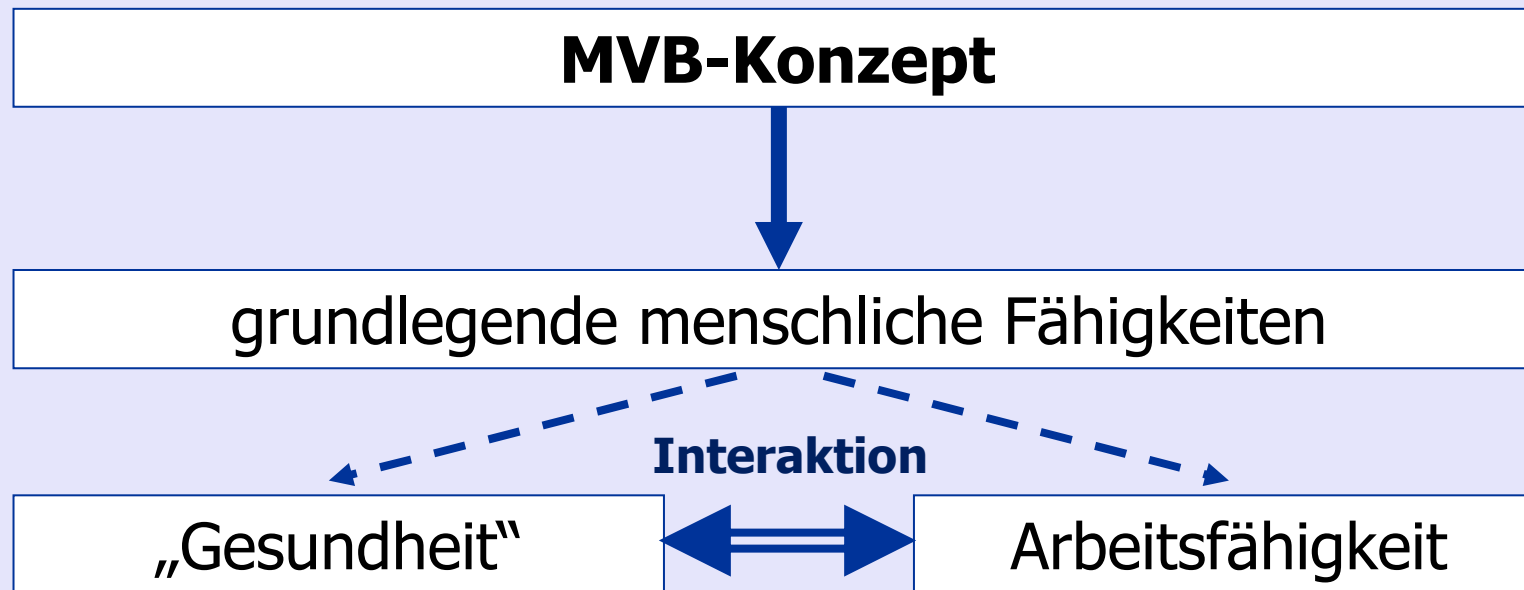 MVB-Konzept
grundlegende menschliche Fähigkeiten
Interaktion
„Gesundheit“
Arbeitsfähigkeit